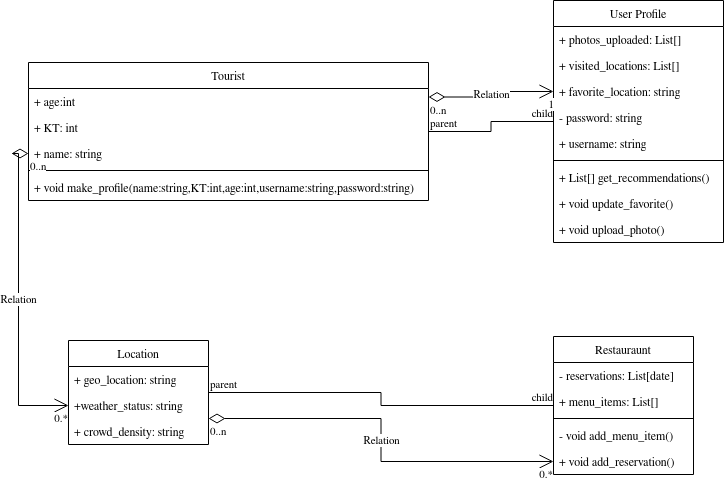 User Profile
+ photos_uploaded: List[]
+ visited_locations: List[]
+ favorite_location: string
- password: string
+ username: string
+ List[] get_recommendations()
+ void update_favorite()
+ void upload_photo()
Tourist
+ age:int
+ KT: int
+ name: string
+ void make_profile(name:string,KT:int,age:int,username:string,password:string)
Relation
0..n
1
parent
child
0..n
Relation
0..*
Location
+ geo_location: string
+weather_status: string
+ crowd_density: string
parent
child
0..n
Relation
0..*
Restauraunt
- reservations: List[date]
+ menu_items: List[]
- void add_menu_item()
+ void add_reservation()